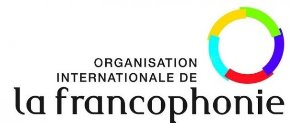 ORGANISATION
INTERNATIONALE DE
la francophonie